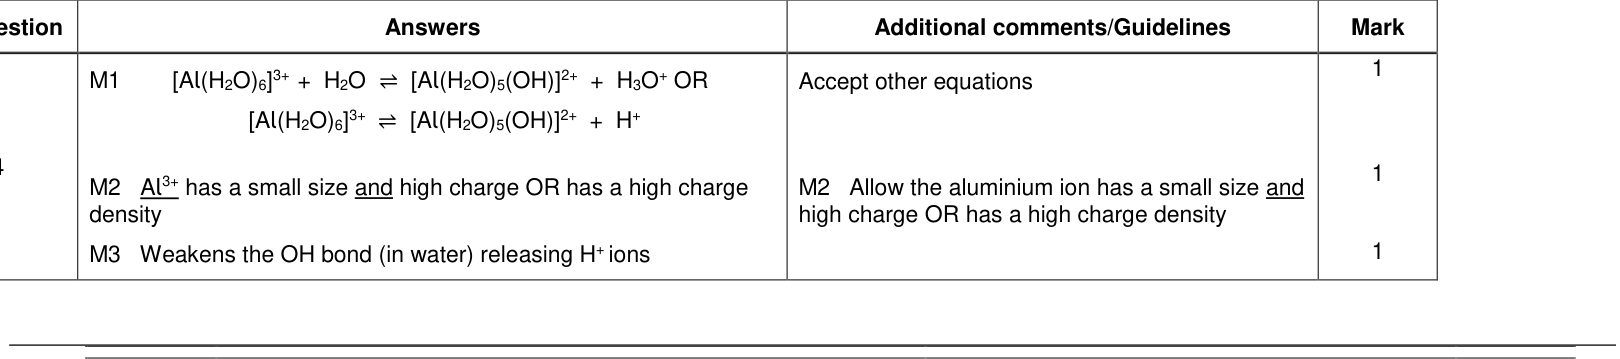 estion Answers Additional comments/Guidelines Mark
M1 [Al(H₂O)₆]³⁺ + H₂O ⇌ [Al(H₂O)₅(OH)]²⁺ + H₃O⁺ OR Accept other equations 1
[Al(H₂O)₆]³⁺ ⇌ [Al(H₂O)₅(OH)]²⁺ + H⁺
M2 Al³⁺ has a small size and high charge OR has a high charge M2 Allow the aluminium ion has a small size and 1
density high charge OR has a high charge density
M3 Weakens the OH bond (in water) releasing H⁺ ions 1